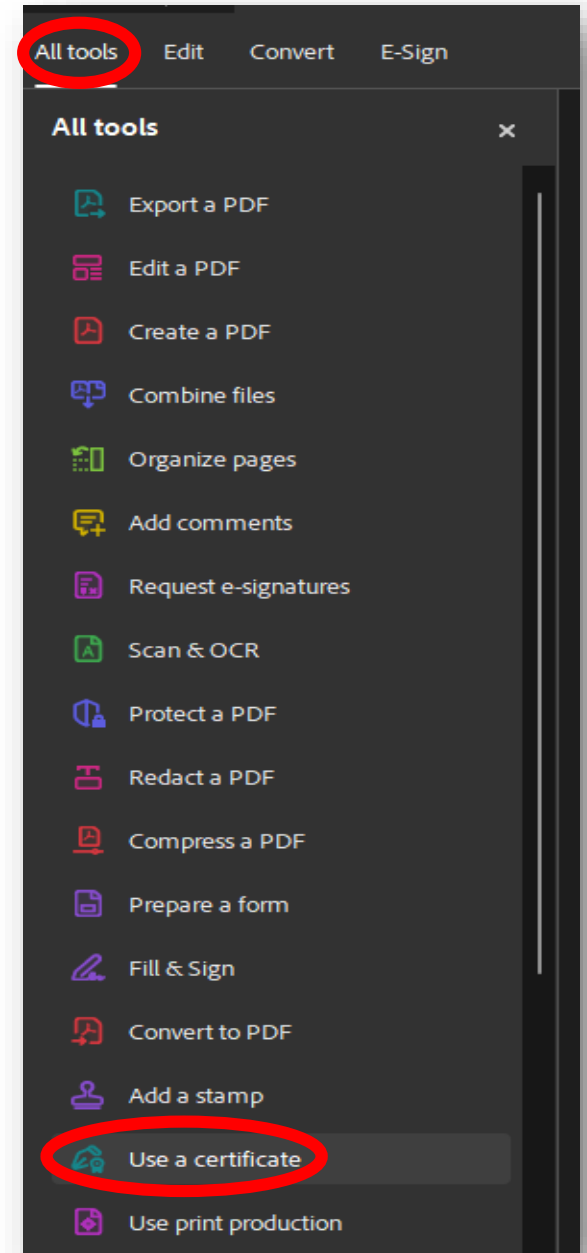 All tools Edit Convert E-Sign
All tools ×
Export a PDF
Edit a PDF
Create a PDF
Combine files
Organize pages
Add comments
Request e-signatures
Scan & OCR
Protect a PDF
Redact a PDF
Compress a PDF
Prepare a form
Fill & Sign
Convert to PDF
Add a stamp
Use a certificate
Use print production